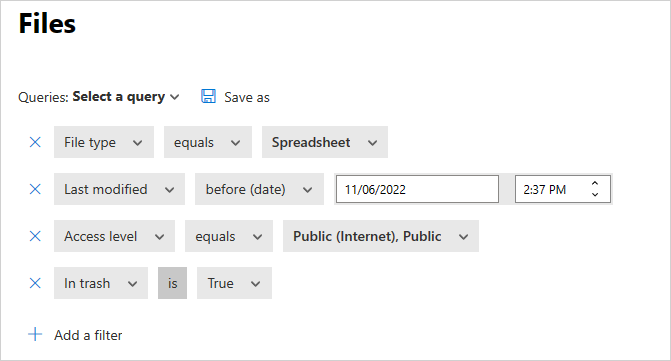 Files
Queries: Select a query Save as
File type equals Spreadsheet
Last modified before (date) 11/06/2022 2:37 PM
Access level equals Public (Internet), Public
In trash is True
Add a filter